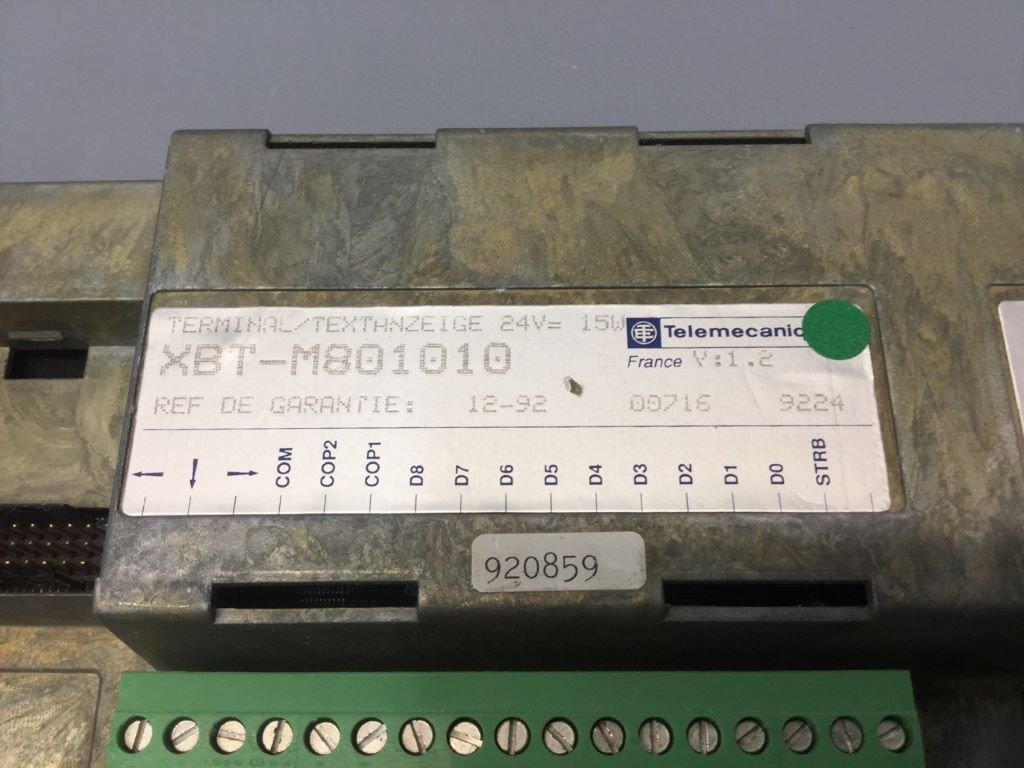 TERMINAL/TEXTANZEIGE 24V= 15W
Telemecaniq
XBT-M801010
France V:1.2
REF DE GARANTIE: 12-92 00716 9224
COM COP2 COP1 D8 D7 D6 D5 D4 D3 D2 D1 D0 STRB
920859